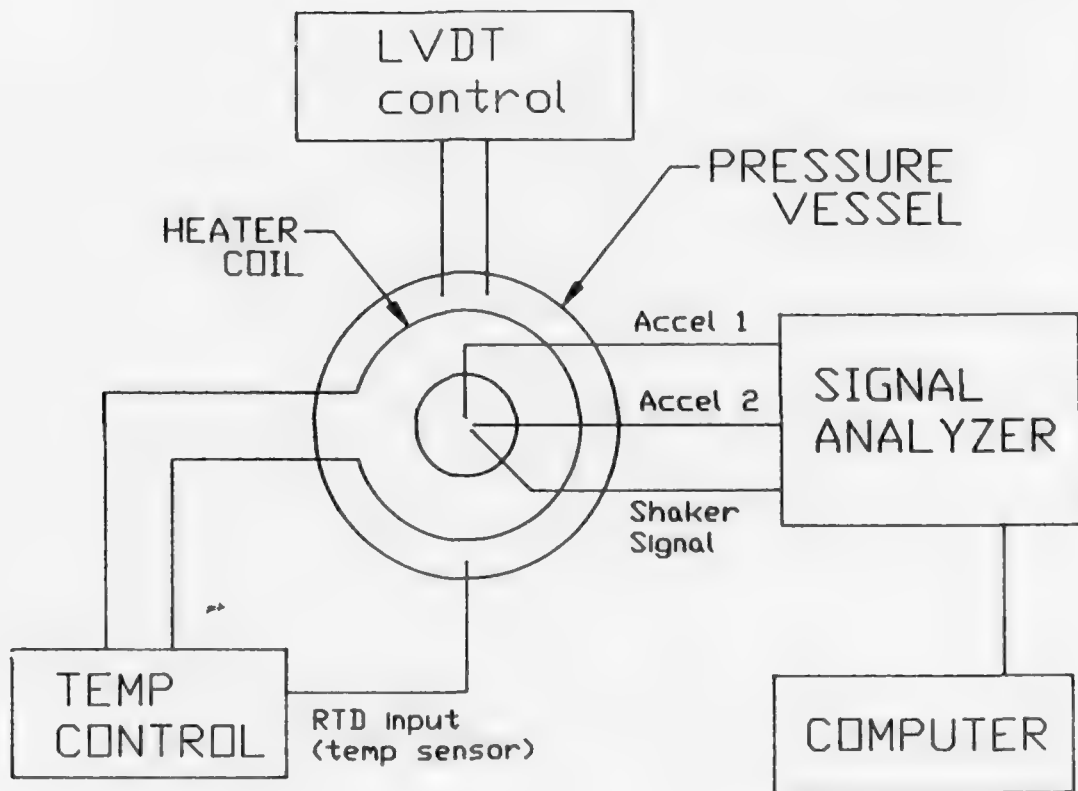 LVDT
control
PRESSURE
VESSEL
HEATER
COIL
Accel 1
Accel 2
SIGNAL
ANALYZER
Shaker
Signal
TEMP
CONTROL
RTD Input
(temp sensor)
COMPUTER